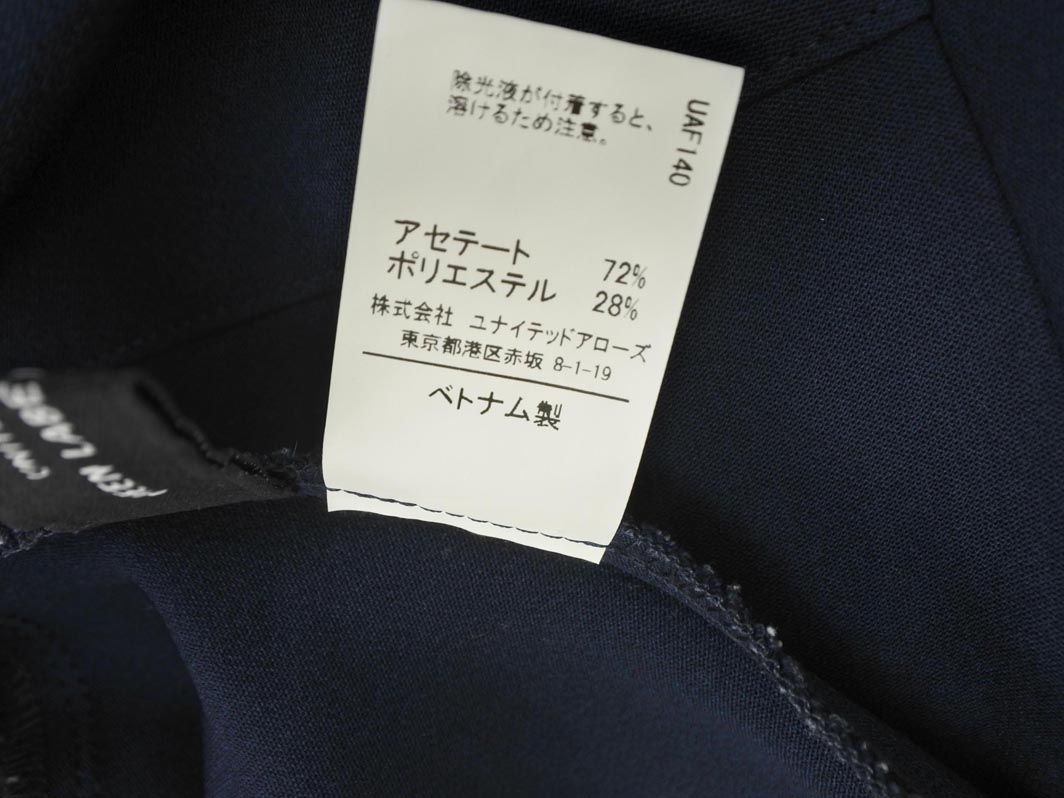 除光液が付着すると、
溶けるため注意。
UAF140
アセテート 72%
ポリエステル 28%
株式会社 ユナイテッドアローズ
東京都港区赤坂 8-1-19
ベトナム製
LABE